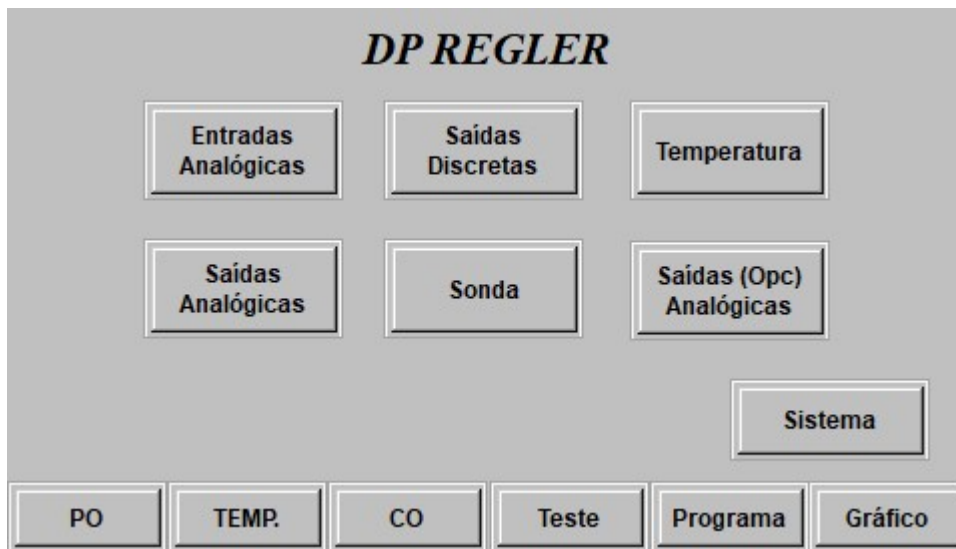 DP REGLER
Entradas
Analógicas
Saídas
Discretas
Temperatura
Saídas
Analógicas
Sonda
Saídas (Opc)
Analógicas
Sistema
PO
TEMP.
CO
Teste
Programa
Gráfico